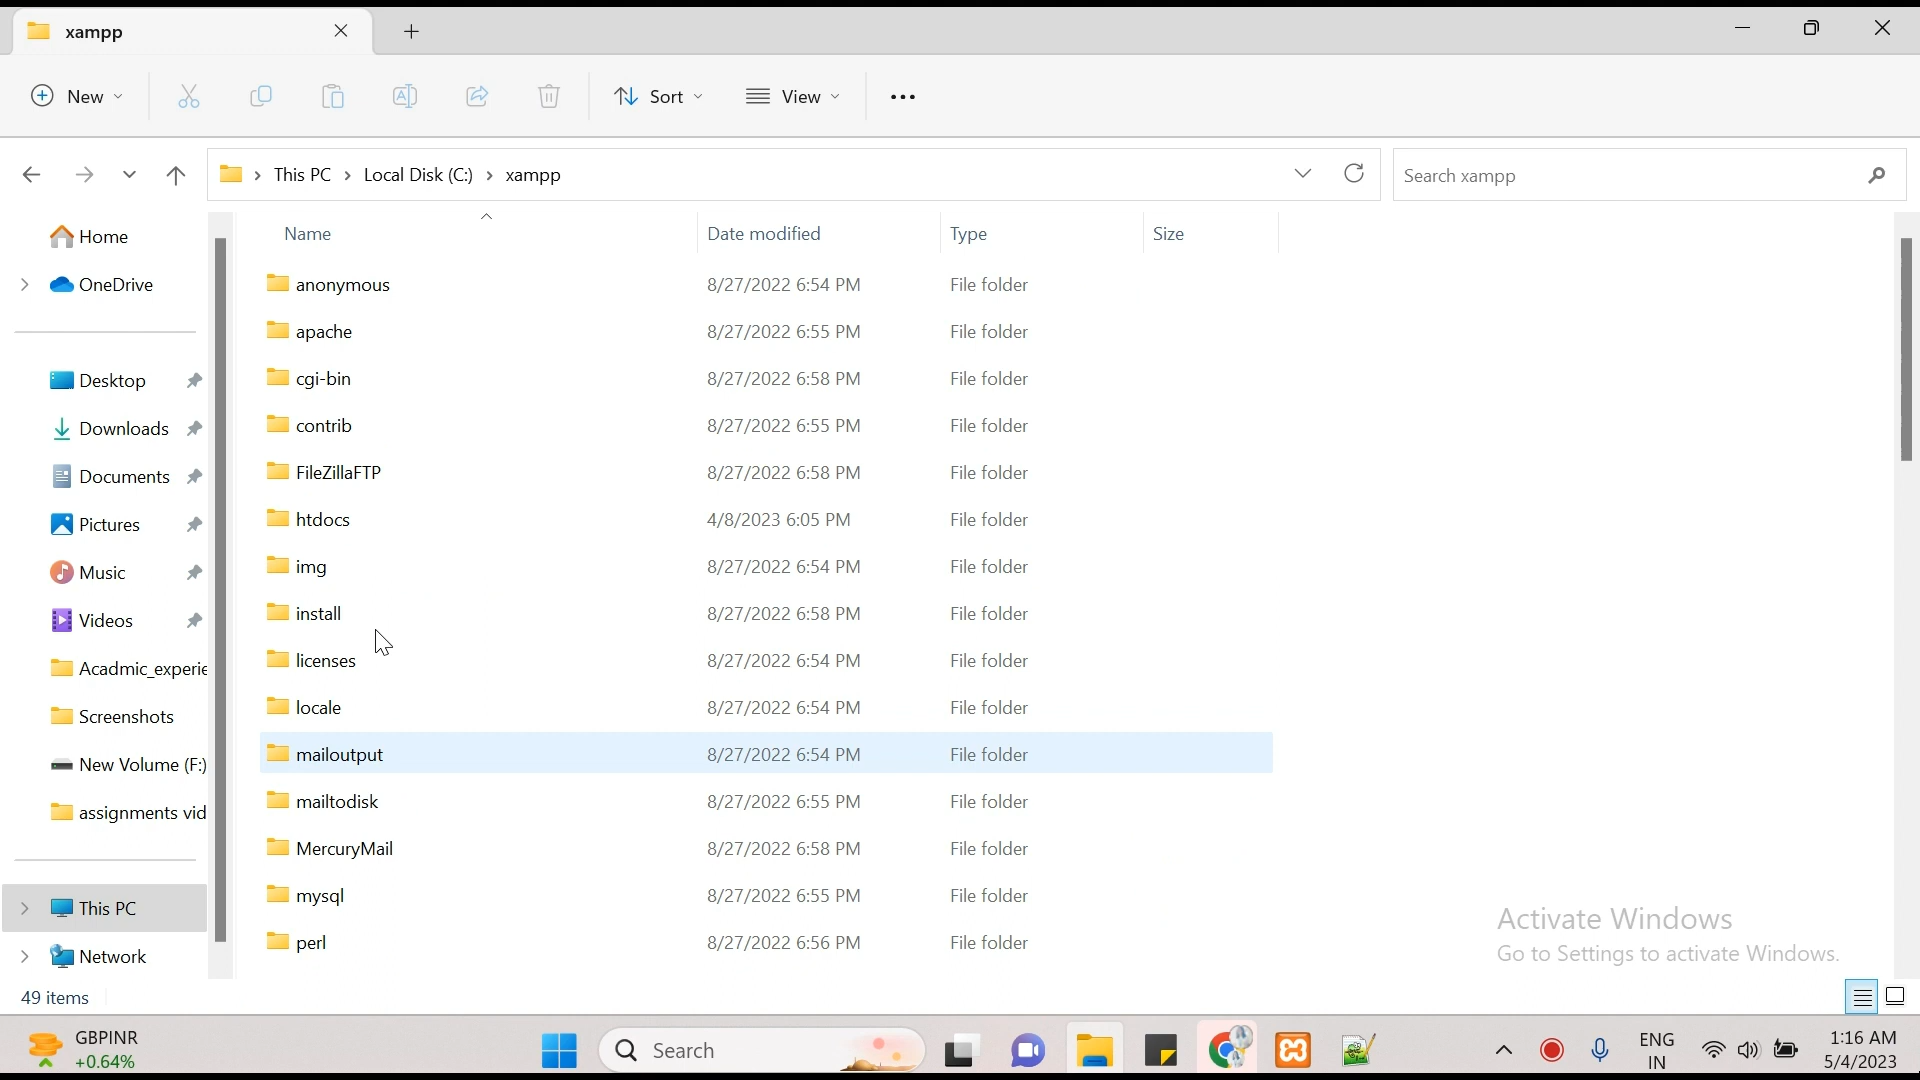 xampp
New
Sort
View
This PC
Local Disk (C:)
xampp
Search xampp
Home
OneDrive
Desktop
Downloads
Documents
Pictures
Music
Videos
Acadmic_experie
Screenshots
New Volume (F:)
assignments vid
This PC
Network
Name Date modified Type Size
anonymous 8/27/2022 6:54 PM File folder
apache 8/27/2022 6:55 PM File folder
cgi-bin 8/27/2022 6:58 PM File folder
contrib 8/27/2022 6:55 PM File folder
FileZillaFTP 8/27/2022 6:58 PM File folder
htdocs 4/8/2023 6:05 PM File folder
img 8/27/2022 6:54 PM File folder
install 8/27/2022 6:58 PM File folder
licenses 8/27/2022 6:54 PM File folder
locale 8/27/2022 6:54 PM File folder
mailoutput 8/27/2022 6:54 PM File folder
mailtodisk 8/27/2022 6:55 PM File folder
MercuryMail 8/27/2022 6:58 PM File folder
mysql 8/27/2022 6:55 PM File folder
perl 8/27/2022 6:56 PM File folder
Activate Windows
Go to Settings to activate Windows.
49 items
GBPINR
+0.64%
Search
ENG
IN
1:16 AM
5/4/2023